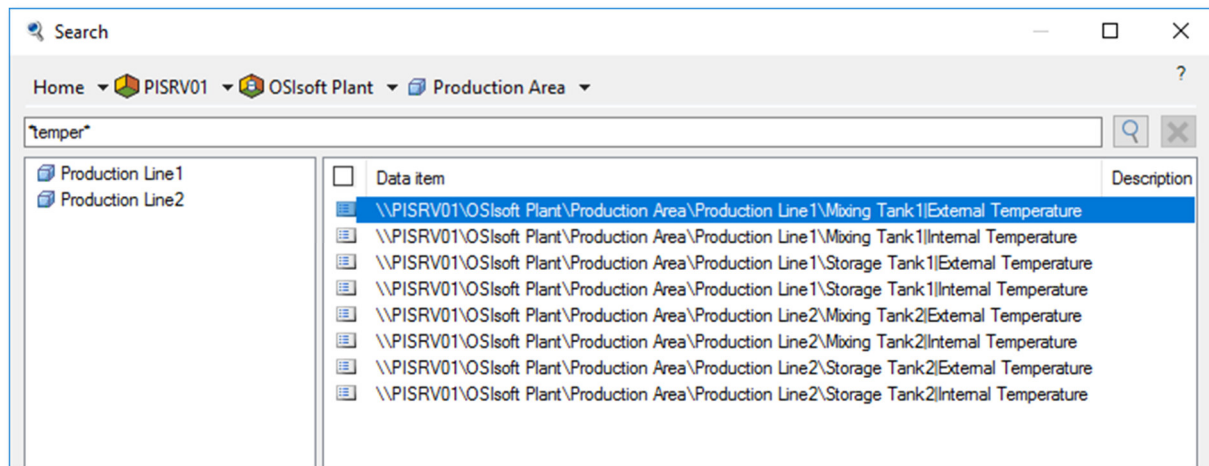 Search
?
Home PISRV01 OSIsoft Plant Production Area
*temper*
Production Line1
Production Line2
Data item Description
\\PISRV01\OSIsoft Plant\Production Area\Production Line1\Mixing Tank1|External Temperature
\\PISRV01\OSIsoft Plant\Production Area\Production Line1\Mixing Tank1|Internal Temperature
\\PISRV01\OSIsoft Plant\Production Area\Production Line1\Storage Tank1|External Temperature
\\PISRV01\OSIsoft Plant\Production Area\Production Line1\Storage Tank1|Internal Temperature
\\PISRV01\OSIsoft Plant\Production Area\Production Line2\Mixing Tank2|External Temperature
\\PISRV01\OSIsoft Plant\Production Area\Production Line2\Mixing Tank2|Internal Temperature
\\PISRV01\OSIsoft Plant\Production Area\Production Line2\Storage Tank2|External Temperature
\\PISRV01\OSIsoft Plant\Production Area\Production Line2\Storage Tank2|Internal Temperature